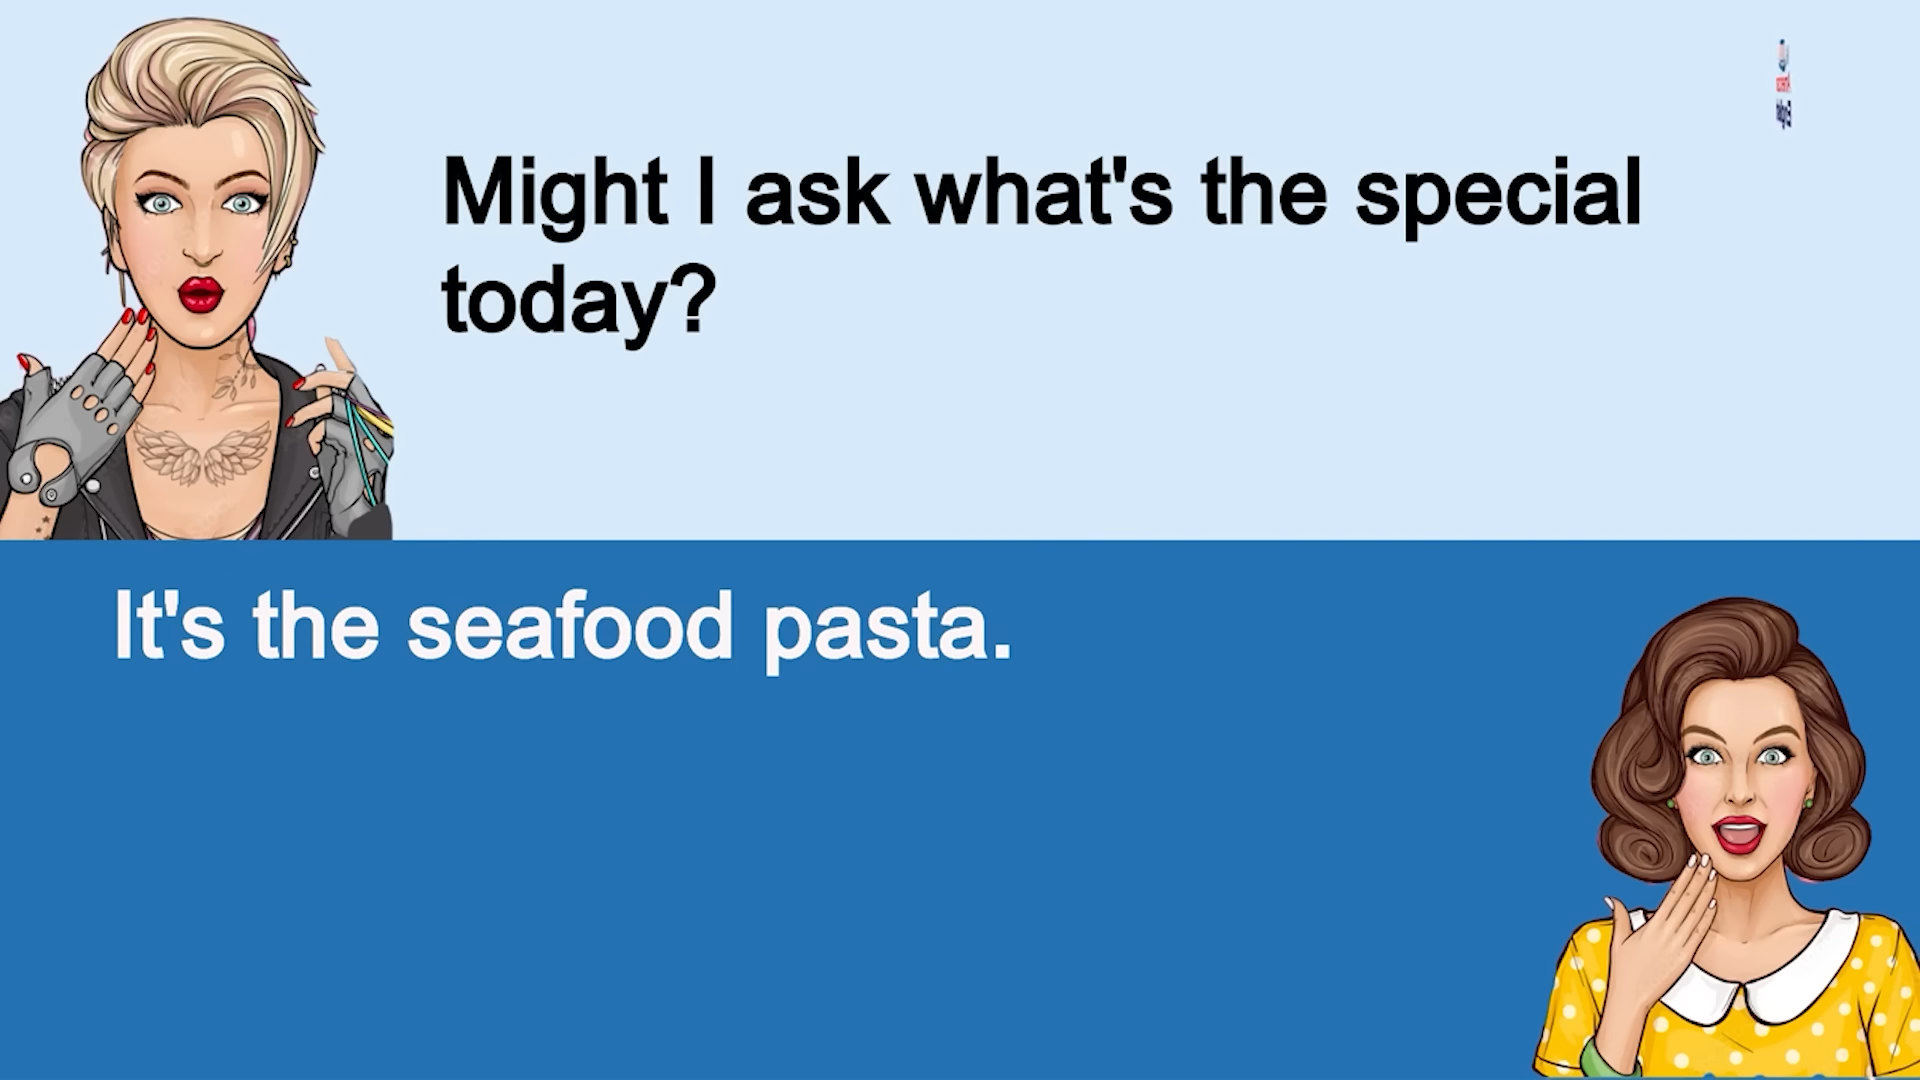 Might I ask what's the special
today?
It's the seafood pasta.